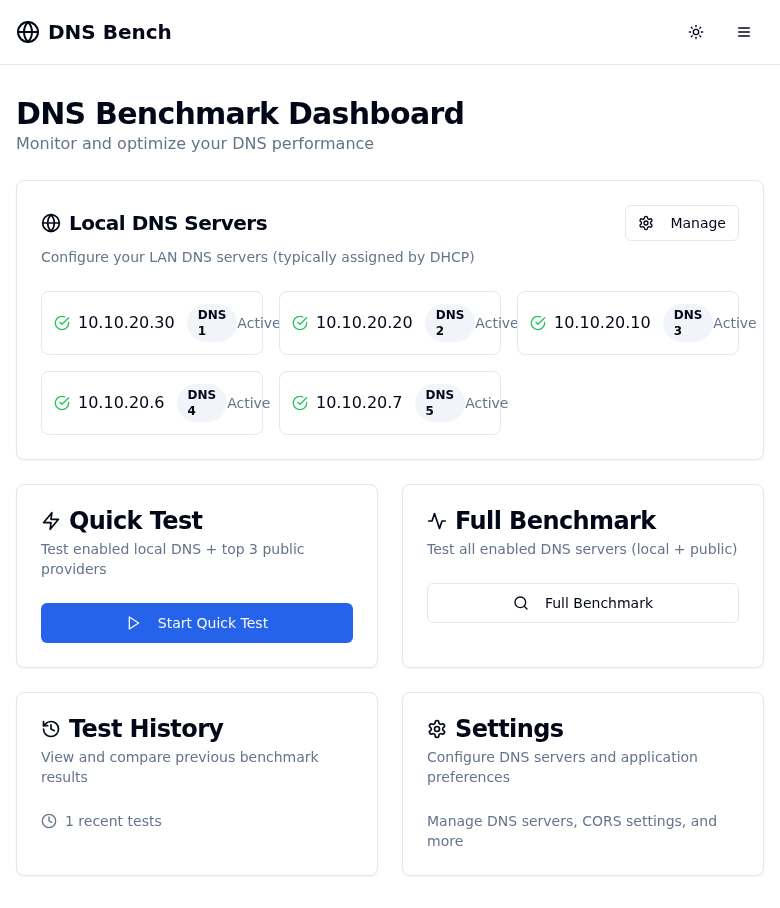 DNS Bench
DNS Benchmark Dashboard
Monitor and optimize your DNS performance
Local DNS Servers
Manage
Configure your LAN DNS servers (typically assigned by DHCP)
10.10.20.30
DNS
1
Active
10.10.20.20
DNS
2
Active
10.10.20.10
DNS
3
Active
10.10.20.6
DNS
4
Active
10.10.20.7
DNS
5
Active
Quick Test
Test enabled local DNS + top 3 public
providers
Start Quick Test
Full Benchmark
Test all enabled DNS servers (local + public)
Full Benchmark
Test History
View and compare previous benchmark
results
1 recent tests
Settings
Configure DNS servers and application
preferences
Manage DNS servers, CORS settings, and
more